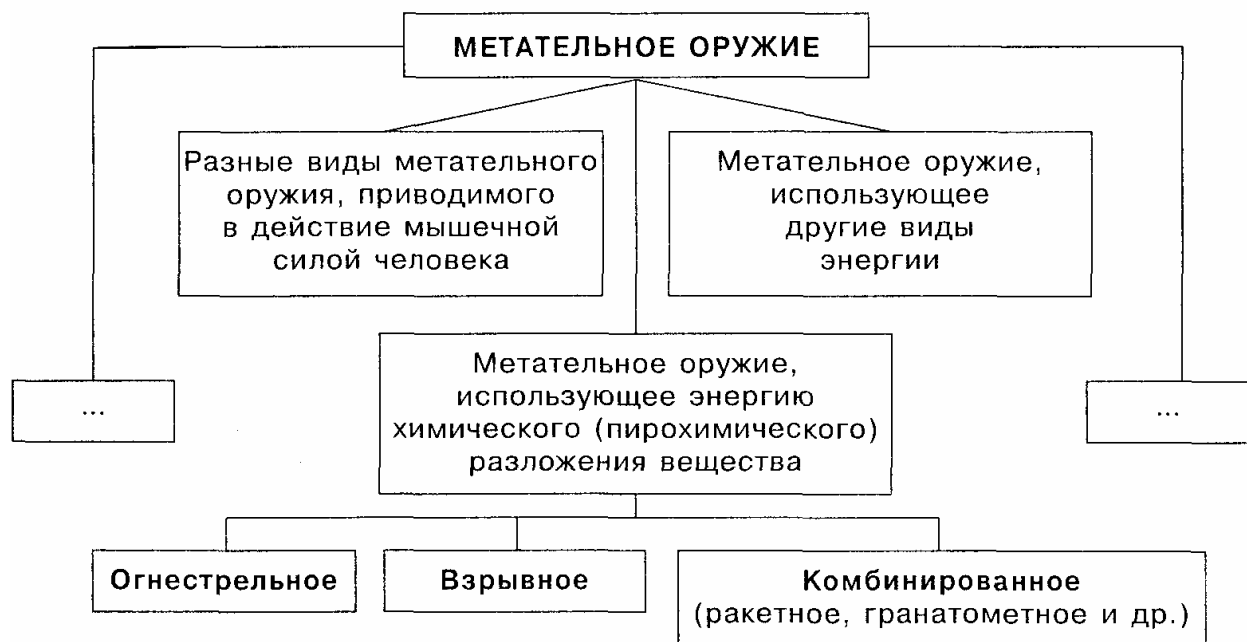 МЕТАТЕЛЬНОЕ ОРУЖИЕ
Разные виды метательного
оружия, приводимого
в действие мышечной
силой человека
Метательное оружие,
использующее
другие виды
энергии
...
Метательное оружие,
использующее энергию
химического (пирохимического)
разложения вещества
...
Огнестрельное
Взрывное
Комбинированное
(ракетное, гранатометное и др.)